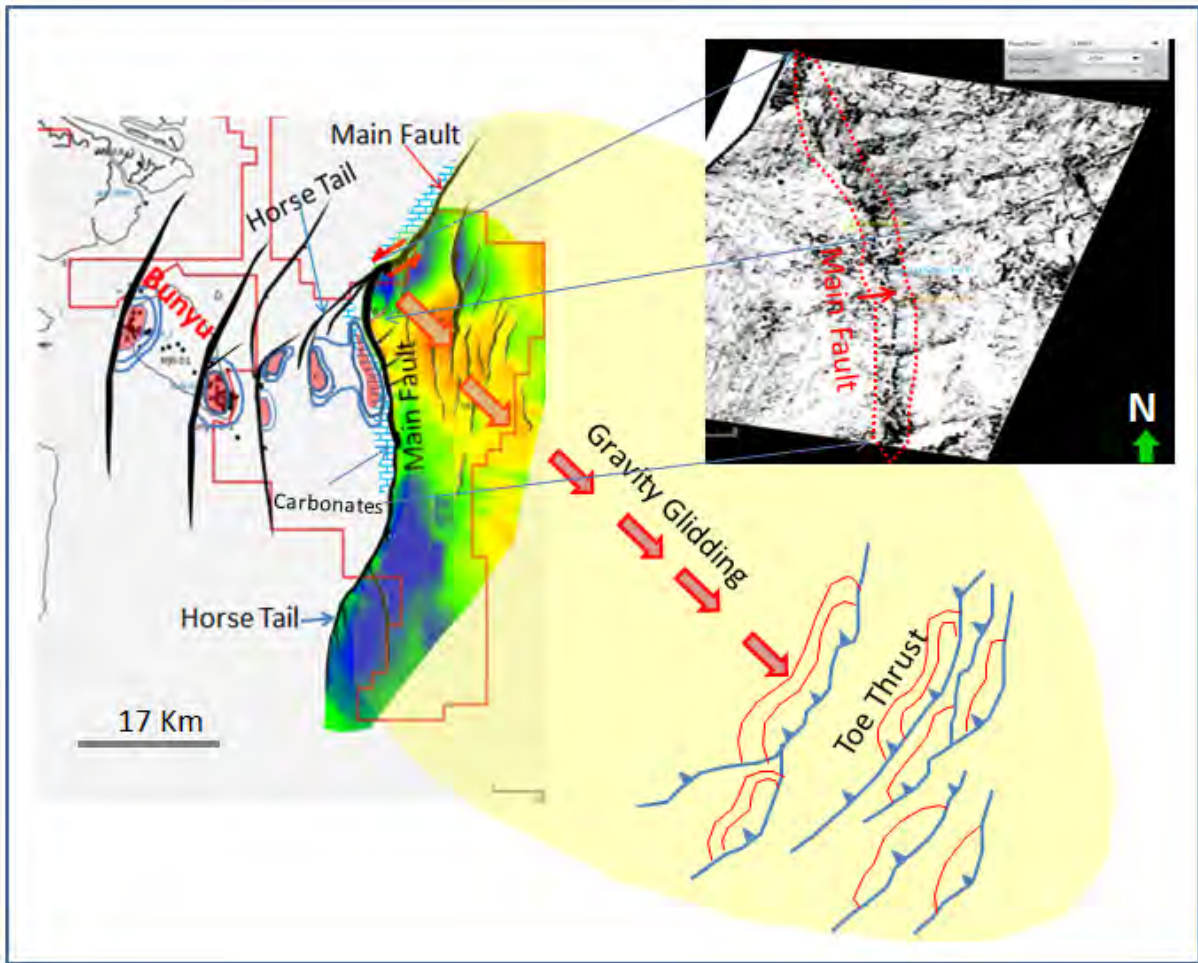 Main Fault
Horse Tail
Bunyu
Main Fault
Carbonates
Horse Tail
17 Km
Main Fault
N
Gravity Glidding
Toe Thrust